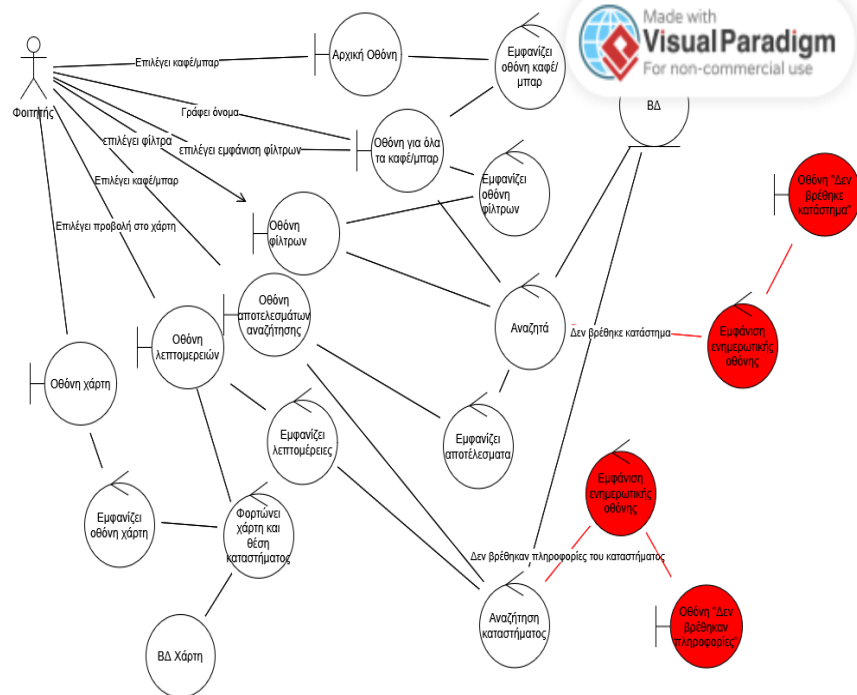 Made with
Visual Paradigm
For non-commercial use
Επιλέγει καφέ/μπαρ
Αρχική Οθόνη
Εμφανίζει
οθόνη καφέ/
μπαρ
Φοιτητής
ΒΔ
Γράφει όνομα
επιλέγει φίλτρα
επιλέγει εμφάνιση φίλτρων
Οθόνη για όλα
τα καφέ/μπαρ
Επιλέγει καφέ/μπαρ
Εμφανίζει
οθόνη
φίλτρων
Οθόνη "Δεν
βρέθηκε
κατάστημα"
Επιλέγει προβολή στο χάρτη
Οθόνη
φίλτρων
Οθόνη
αποτελεσμάτων
αναζήτησης
Αναζητά
Δεν βρέθηκε κατάστημα
Εμφάνιση
ενημερωτικής
οθόνης
Οθόνη
λεπτομερειών
Οθόνη χάρτη
Εμφανίζει
λεπτομέρειες
Εμφανίζει
αποτέλεσματα
Εμφάνιση
ενημερωτικής
οθόνης
Εμφανίζει
οθόνη χάρτη
Φορτώνει
χάρτη και
θέση
καταστήματος
Δεν βρέθηκαν πληροφορίες του καταστήματος
Αναζήτηση
καταστήματος
Οθόνη "Δεν
βρέθηκαν
πληροφορίες"
ΒΔ Χάρτη